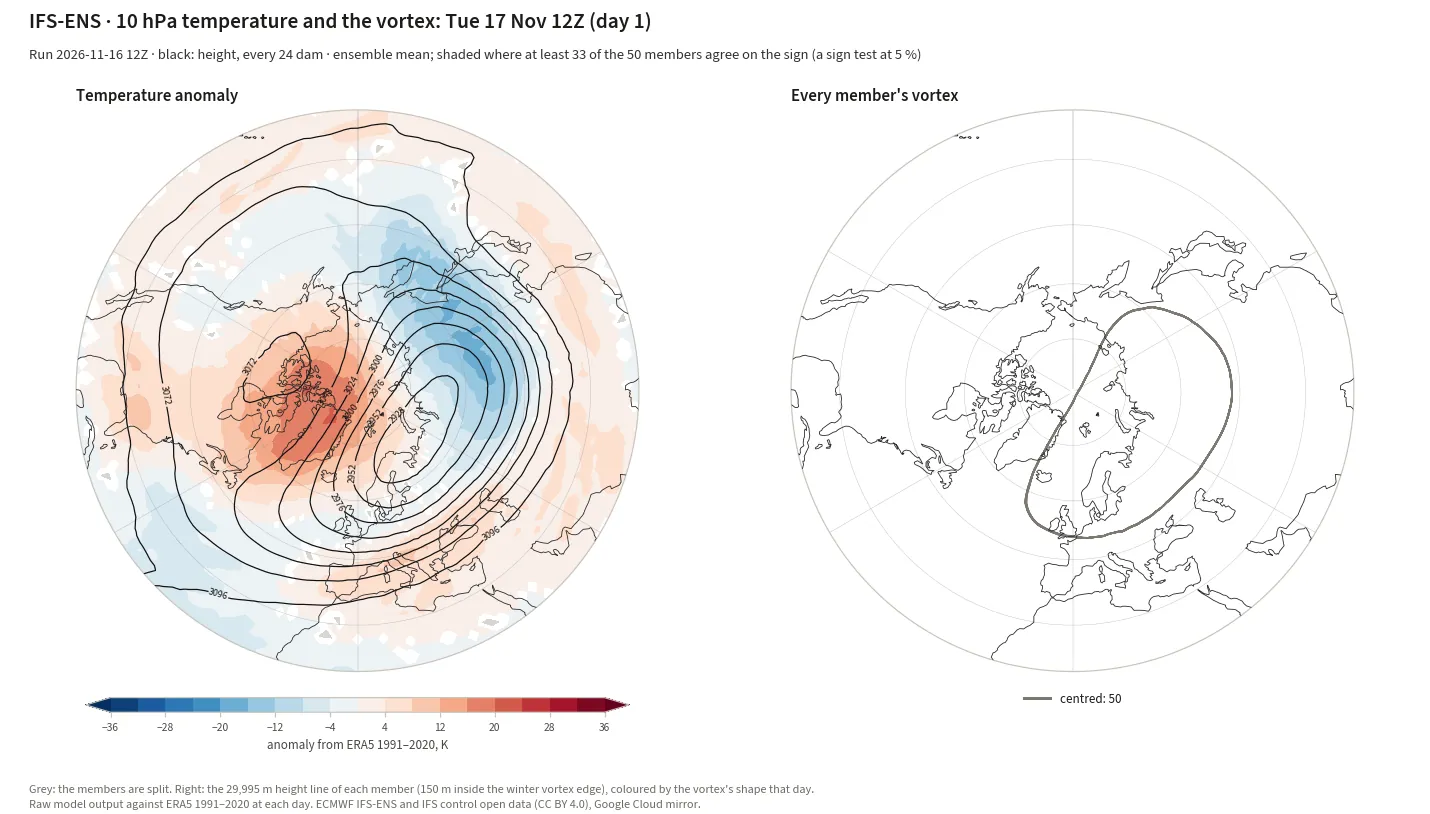 IFS-ENS · 10 hPa temperature and the vortex: Tue 17 Nov 12Z (day 1)
Run 2026-11-16 12Z · black: height, every 24 dam · ensemble mean; shaded where at least 33 of the 50 members agree on the sign (a sign test at 5 %)
Temperature anomaly
Every member's vortex
3072
3072
3000
2976
3024
2928
2952
2976
3096
3096
centred: 50
−36 −28 −20 −12 −4 4 12 20 28 36
anomaly from ERA5 1991–2020, K
Grey: the members are split. Right: the 29,995 m height line of each member (150 m inside the winter vortex edge), coloured by the vortex's shape that day.
Raw model output against ERA5 1991–2020 at each day. ECMWF IFS-ENS and IFS control open data (CC BY 4.0), Google Cloud mirror.